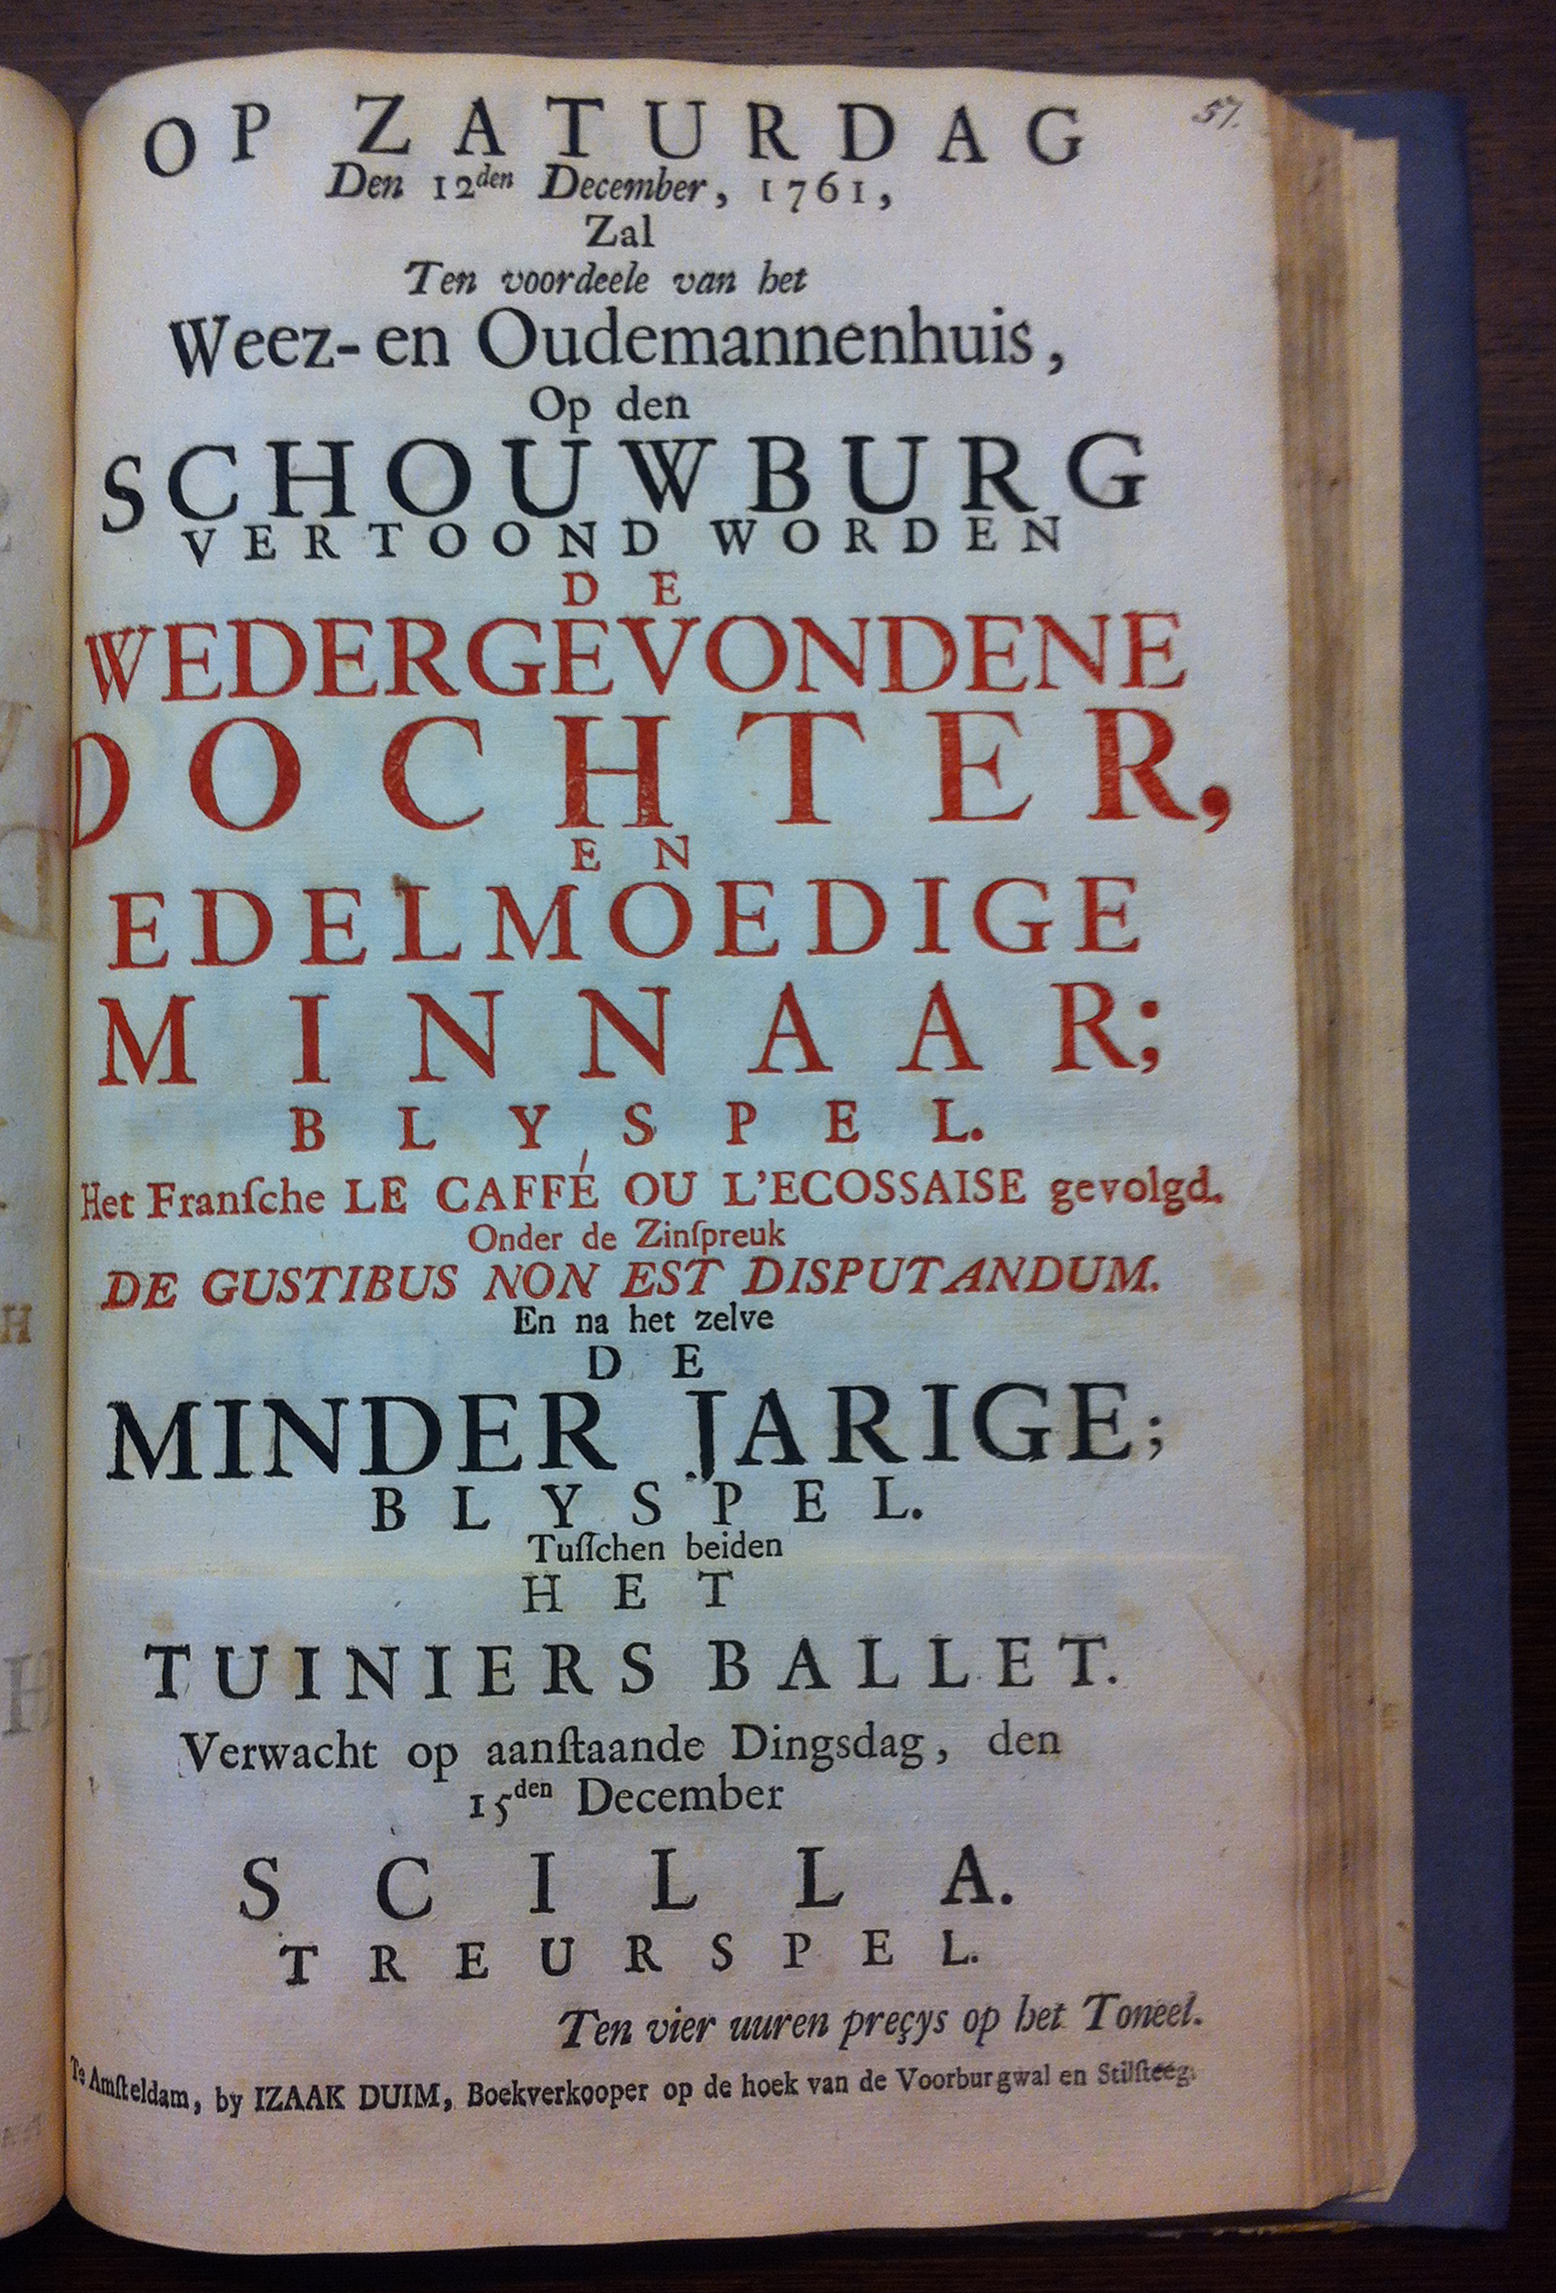 57.
OP ZATURDAG
Den 12den December, 1761,
Zal
Ten voordeele van het
Weez- en Oudemannenhuis,
Op den
SCHOUWBURG
VERTOOND WORDEN
DE
WEDERGEVONDENE
DOCHTER,
EN
EDELMOEDIGE
MINNAAR;
BLYSPEL.
Het Franſche LE CAFFÉ OU L'ECOSSAISE gevolgd.
Onder de Zinſpreuk
DE GUSTIBUS NON EST DISPUTANDUM.
En na het zelve
DE
MINDER JARIGE;
BLYSPEL.
Tuſſchen beiden
HET
TUINIERS BALLET.
Verwacht op aanſtaande Dingsdag, den
15den December
SCILLA.
TREURSPEL.
Ten vier uuren preçys op het Toneel.
Te Amſteldam, by IZAAK DUIM, Boekverkooper op de hoek van de Voorburgwal en Stilſteeg.